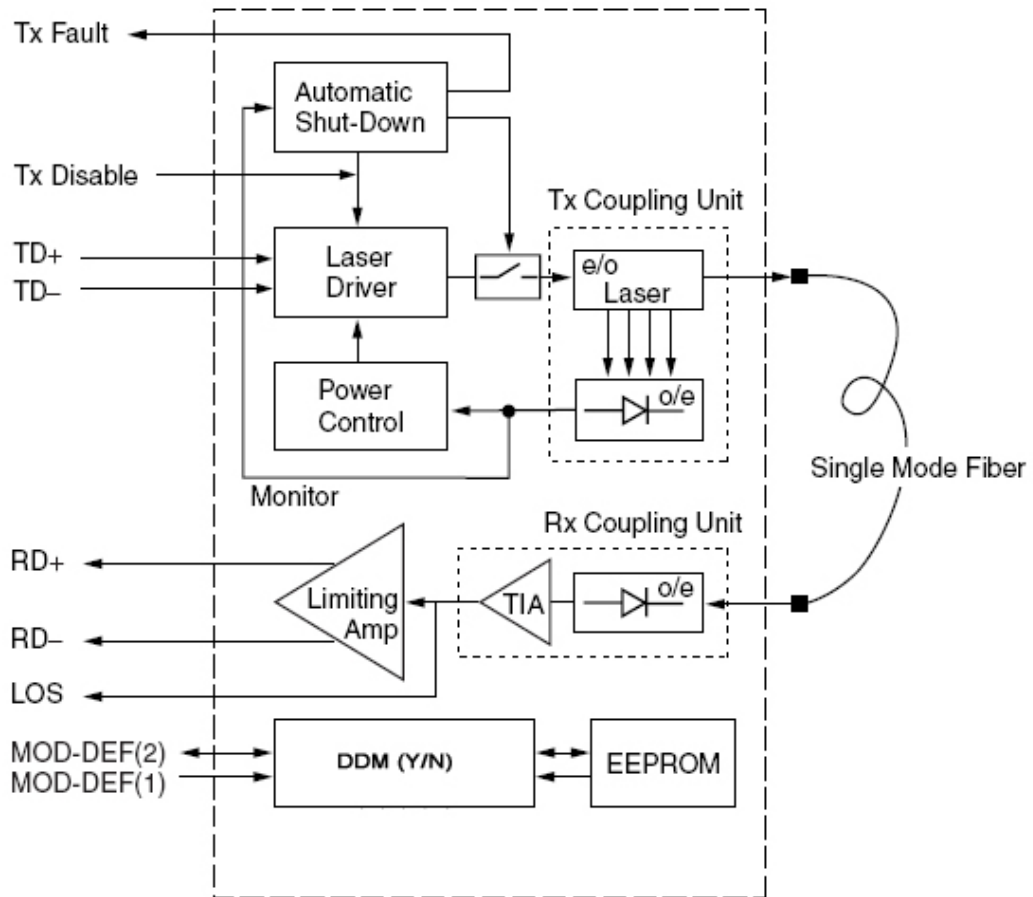 Tx Fault
Automatic
Shut-Down
Tx Disable
Tx Coupling Unit
TD+
TD–
Laser
Driver
e/o
Laser
Power
Control
o/e
Monitor
Single Mode Fiber
Rx Coupling Unit
RD+
RD–
Limiting
Amp
TIA
o/e
LOS
MOD-DEF(2)
MOD-DEF(1)
DDM (Y/N)
EEPROM